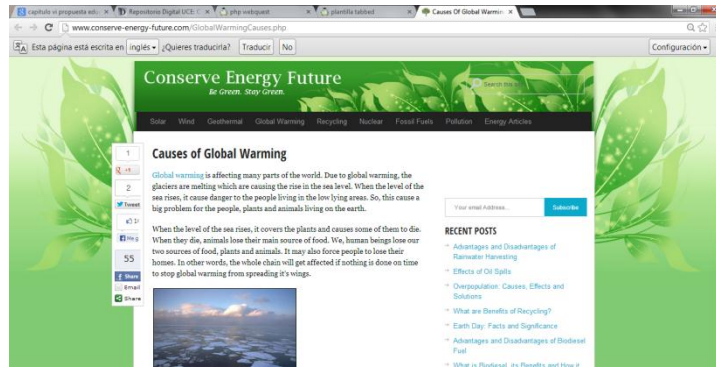 capitulo vi propuesta edu
Repositorio Digital UCE: C
php webquest
plantilla tabbed
Causes Of Global Warmin
www.conserve-energy-future.com/GlobalWarmingCauses.php
Esta página está escrita en inglés ¿Quieres traducirla? Traducir No Configuración
Conserve Energy Future
Be Green. Stay Green.
Search this
Solar Wind Geothermal Global Warming Recycling Nuclear Fossil Fuels Pollution Energy Articles
1
+1
2
Tweet
55
Share
Email
Share
Causes of Global Warming
Global warming is affecting many parts of the world. Due to global warming, the
glaciers are melting which are causing the rise in the sea level. When the level of the
sea rises, it cause danger to the people living in the low lying areas. So, this cause a
big problem for the people, plants and animals living on the earth.
When the level of the sea rises, it covers the plants and causes some of them to die.
When they die, animals lose their main source of food. We, human beings lose our
two sources of food, plants and animals. It may also force people to lose their
homes. In other words, the whole chain will get affected if nothing is done on time
to stop global warming from spreading it's wings.
Your email Address... Subscribe
RECENT POSTS
Advantages and Disadvantages of
Rainwater Harvesting
Effects of Oil Spills
Overpopulation: Causes, Effects and
Solutions
What are Benefits of Recycling?
Earth Day: Facts and Significance
Advantages and Disadvantages of Biodiesel
Fuel
What is Biodiesel, its Benefits and How it